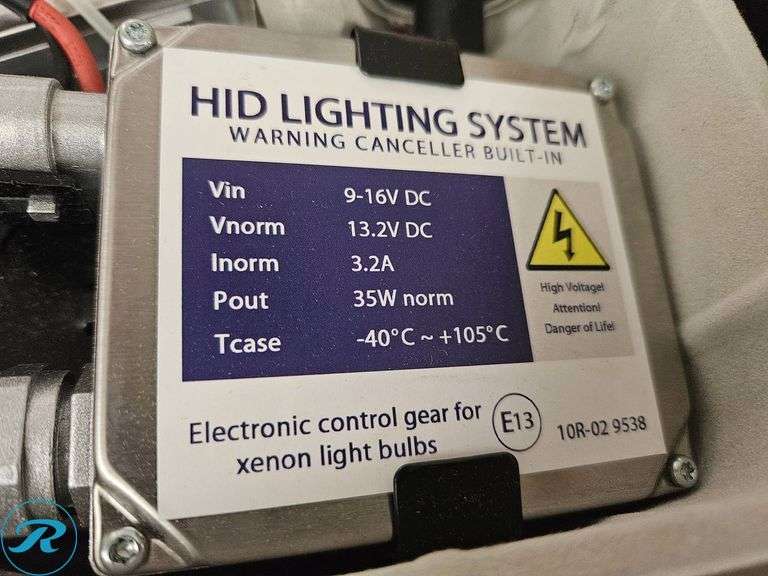 HID LIGHTING SYSTEM
WARNING CANCELLER BUILT-IN
Vin 9-16V DC
Vnorm 13.2V DC
Inorm 3.2A
Pout 35W norm
Tcase -40°C ~ +105°C
High Voltage!
Attention!
Danger of Life!
Electronic control gear for
xenon light bulbs
E13
10R-02 9538
R